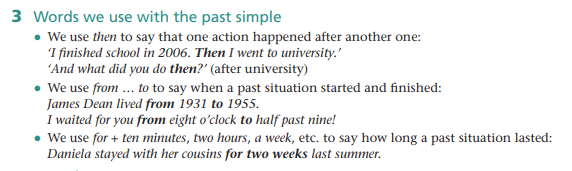 3 Words we use with the past simple
• We use then to say that one action happened after another one:
'I finished school in 2006. Then I went to university.'
'And what did you do then?' (after university)
• We use from ... to to say when a past situation started and finished:
James Dean lived from 1931 to 1955.
I waited for you from eight o'clock to half past nine!
• We use for + ten minutes, two hours, a week, etc. to say how long a past situation lasted:
Daniela stayed with her cousins for two weeks last summer.